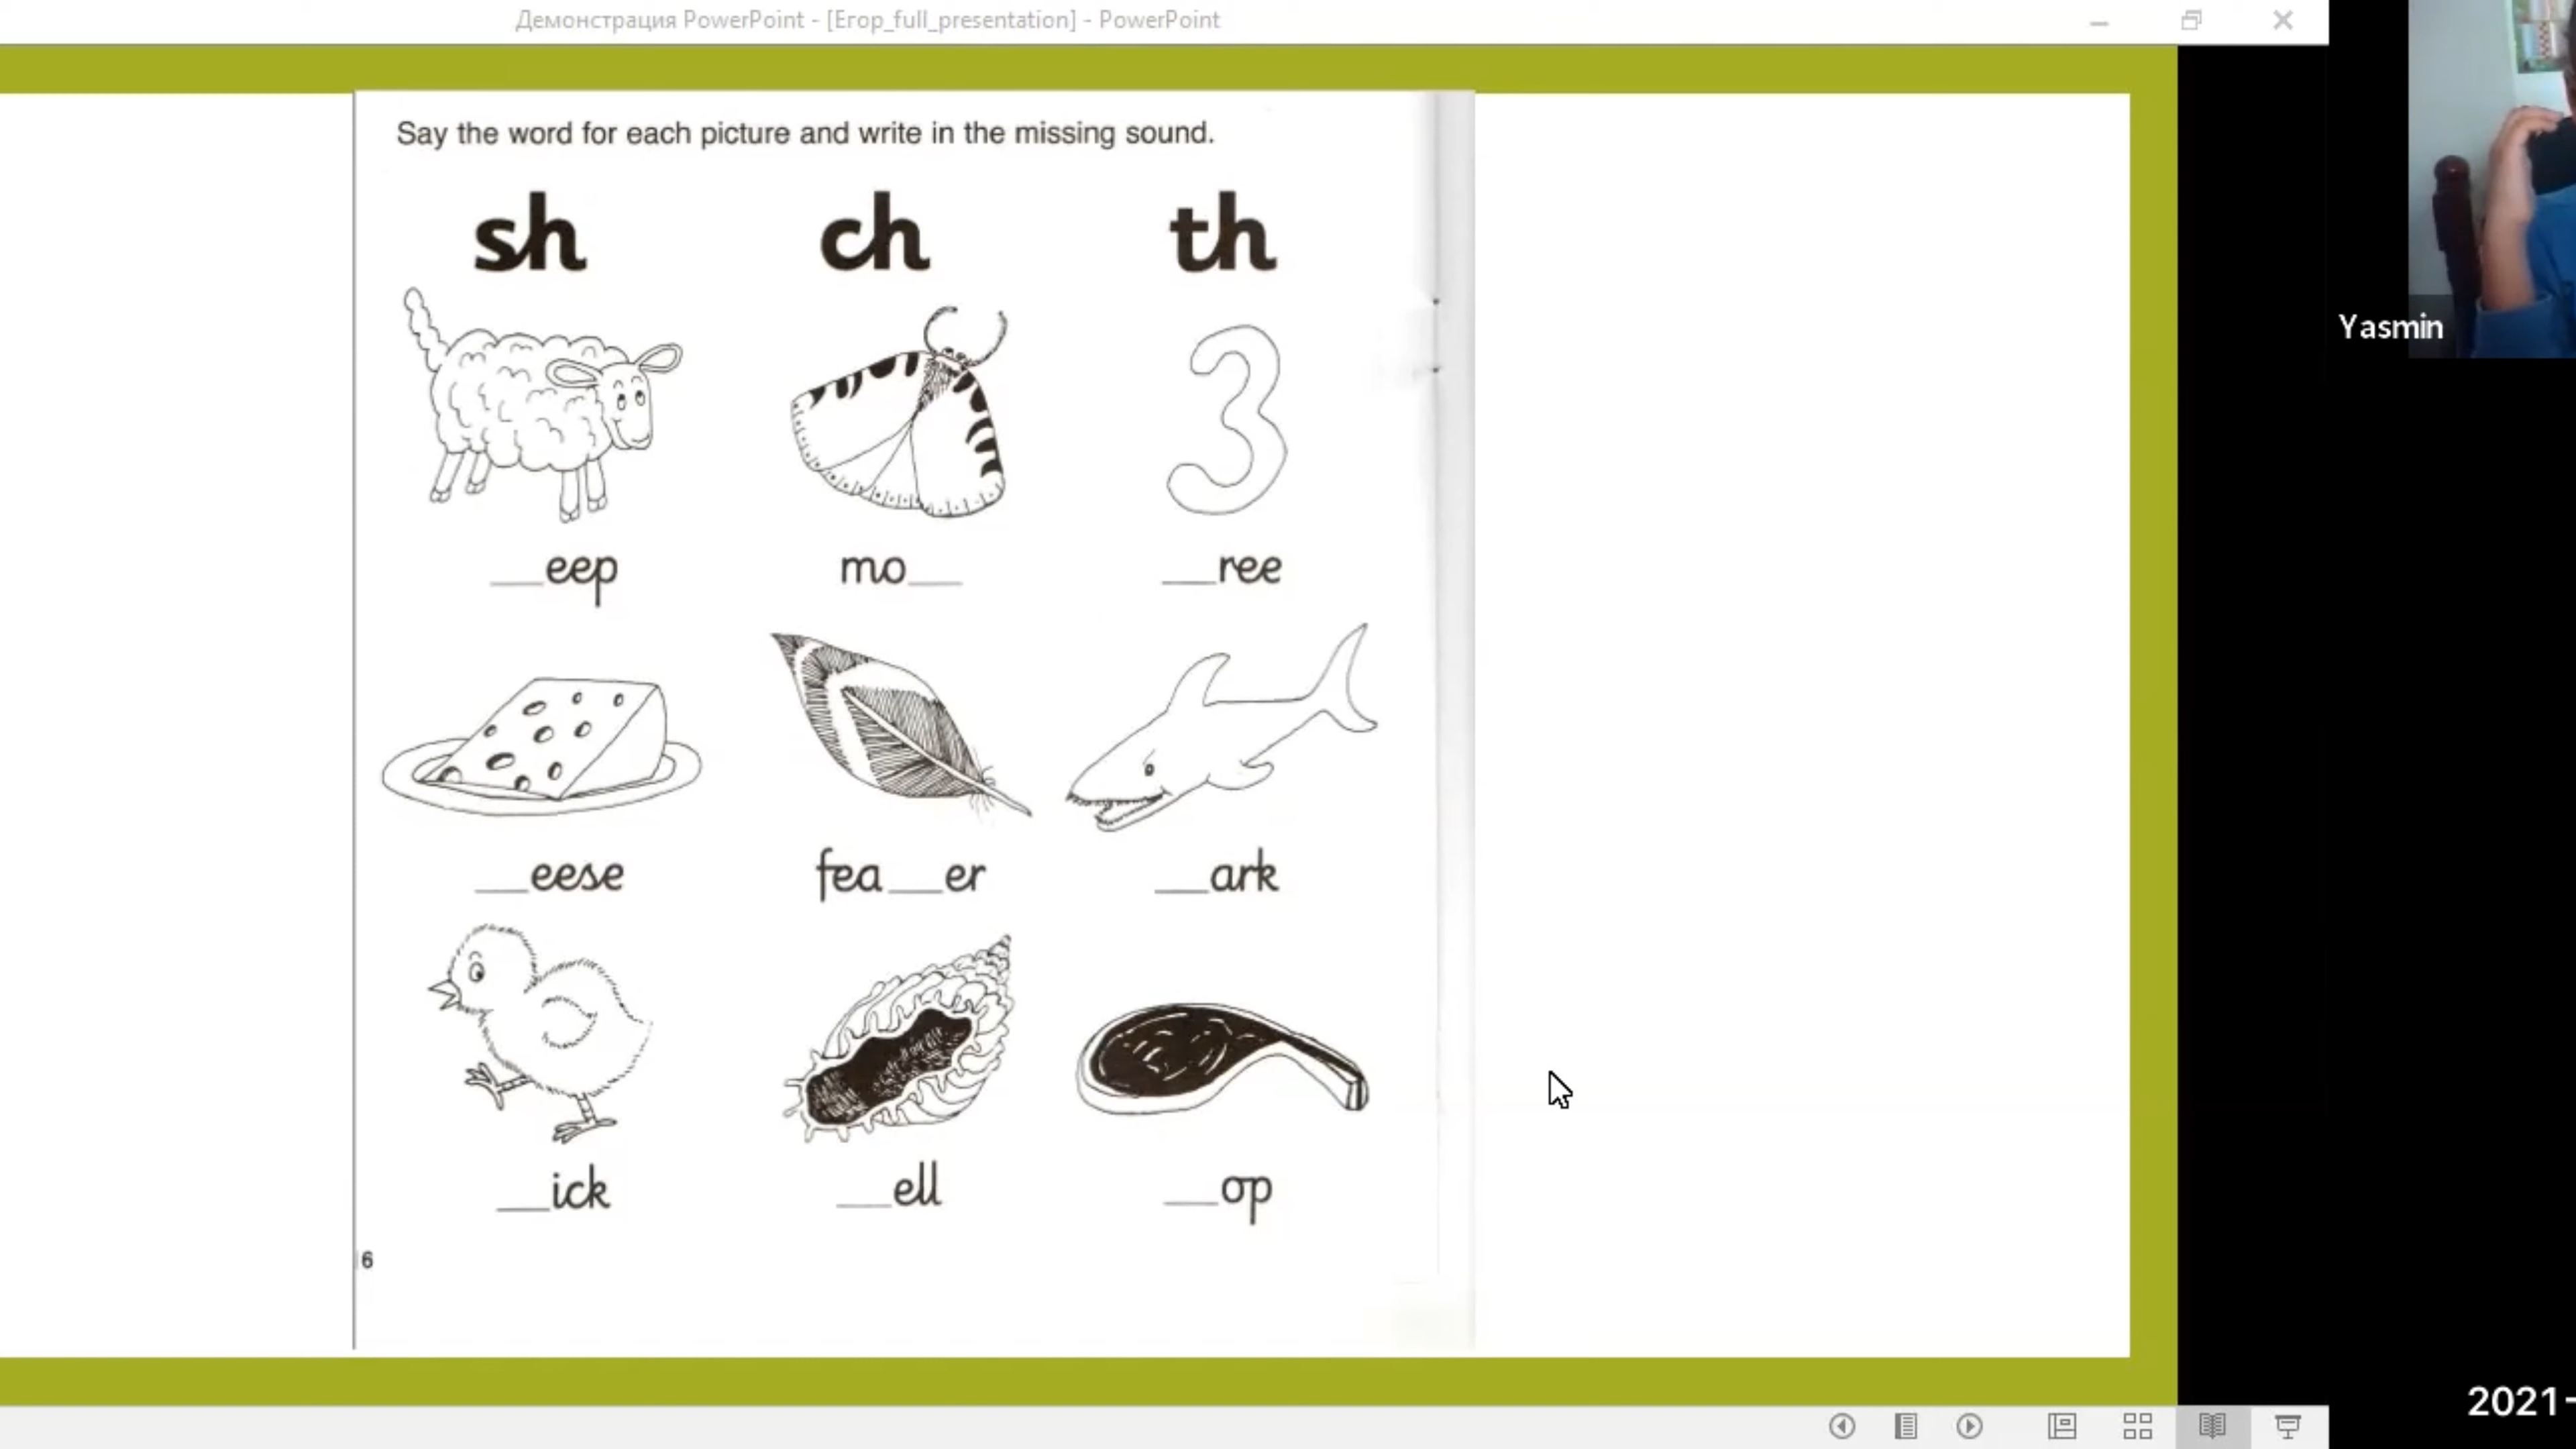 Демонстрация PowerPoint - [Егор_full_presentation] - PowerPoint
Say the word for each picture and write in the missing sound.
sh ch th
3
__eep mo__ __ree
__eese fea__er __ark
__ick __ell __op
6
Yasmin
2021-